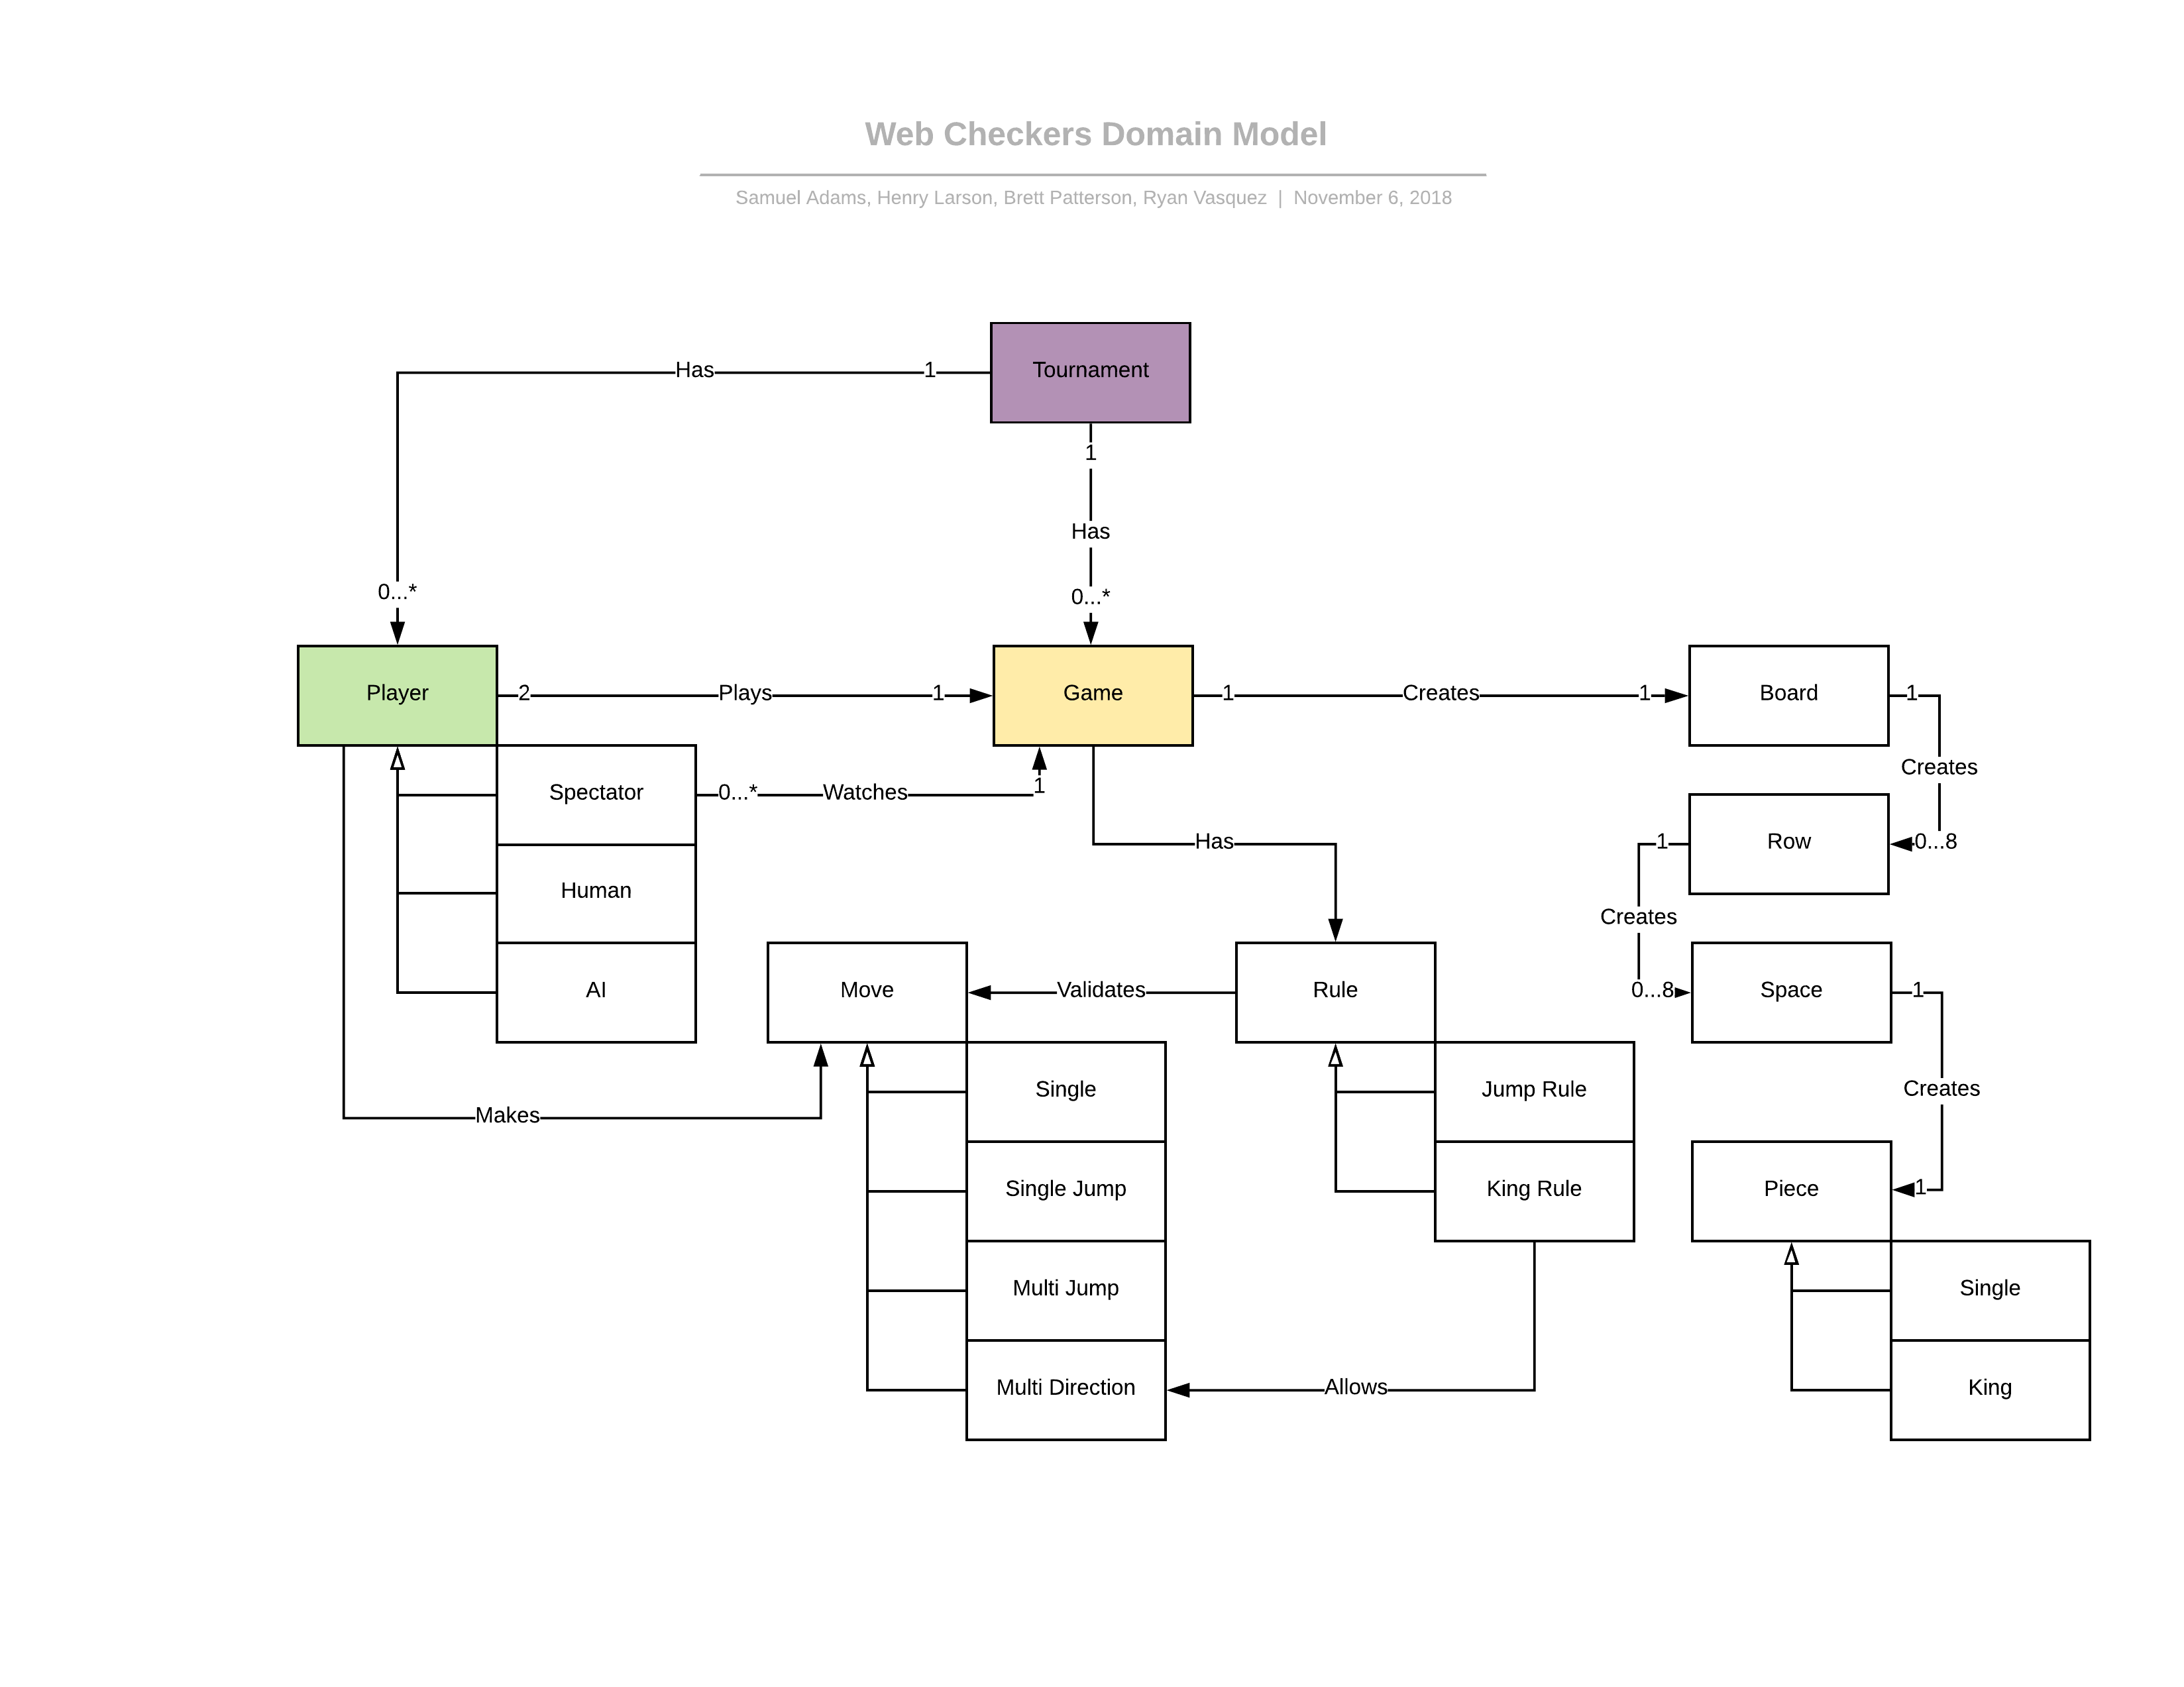 Web Checkers Domain Model
Samuel Adams, Henry Larson, Brett Patterson, Ryan Vasquez | November 6, 2018
Has
1
Tournament
1
Has
0...*
0...*
Player
2
Plays
1
Game
1
Creates
1
Board
1
Creates
0...8
Spectator
0...*
Watches
1
Human
AI
Has
Row
1
Creates
0...8
Move
Validates
Rule
Space
1
Creates
1
Makes
Single
Single Jump
Multi Jump
Multi Direction
Jump Rule
King Rule
Allows
Piece
Single
King